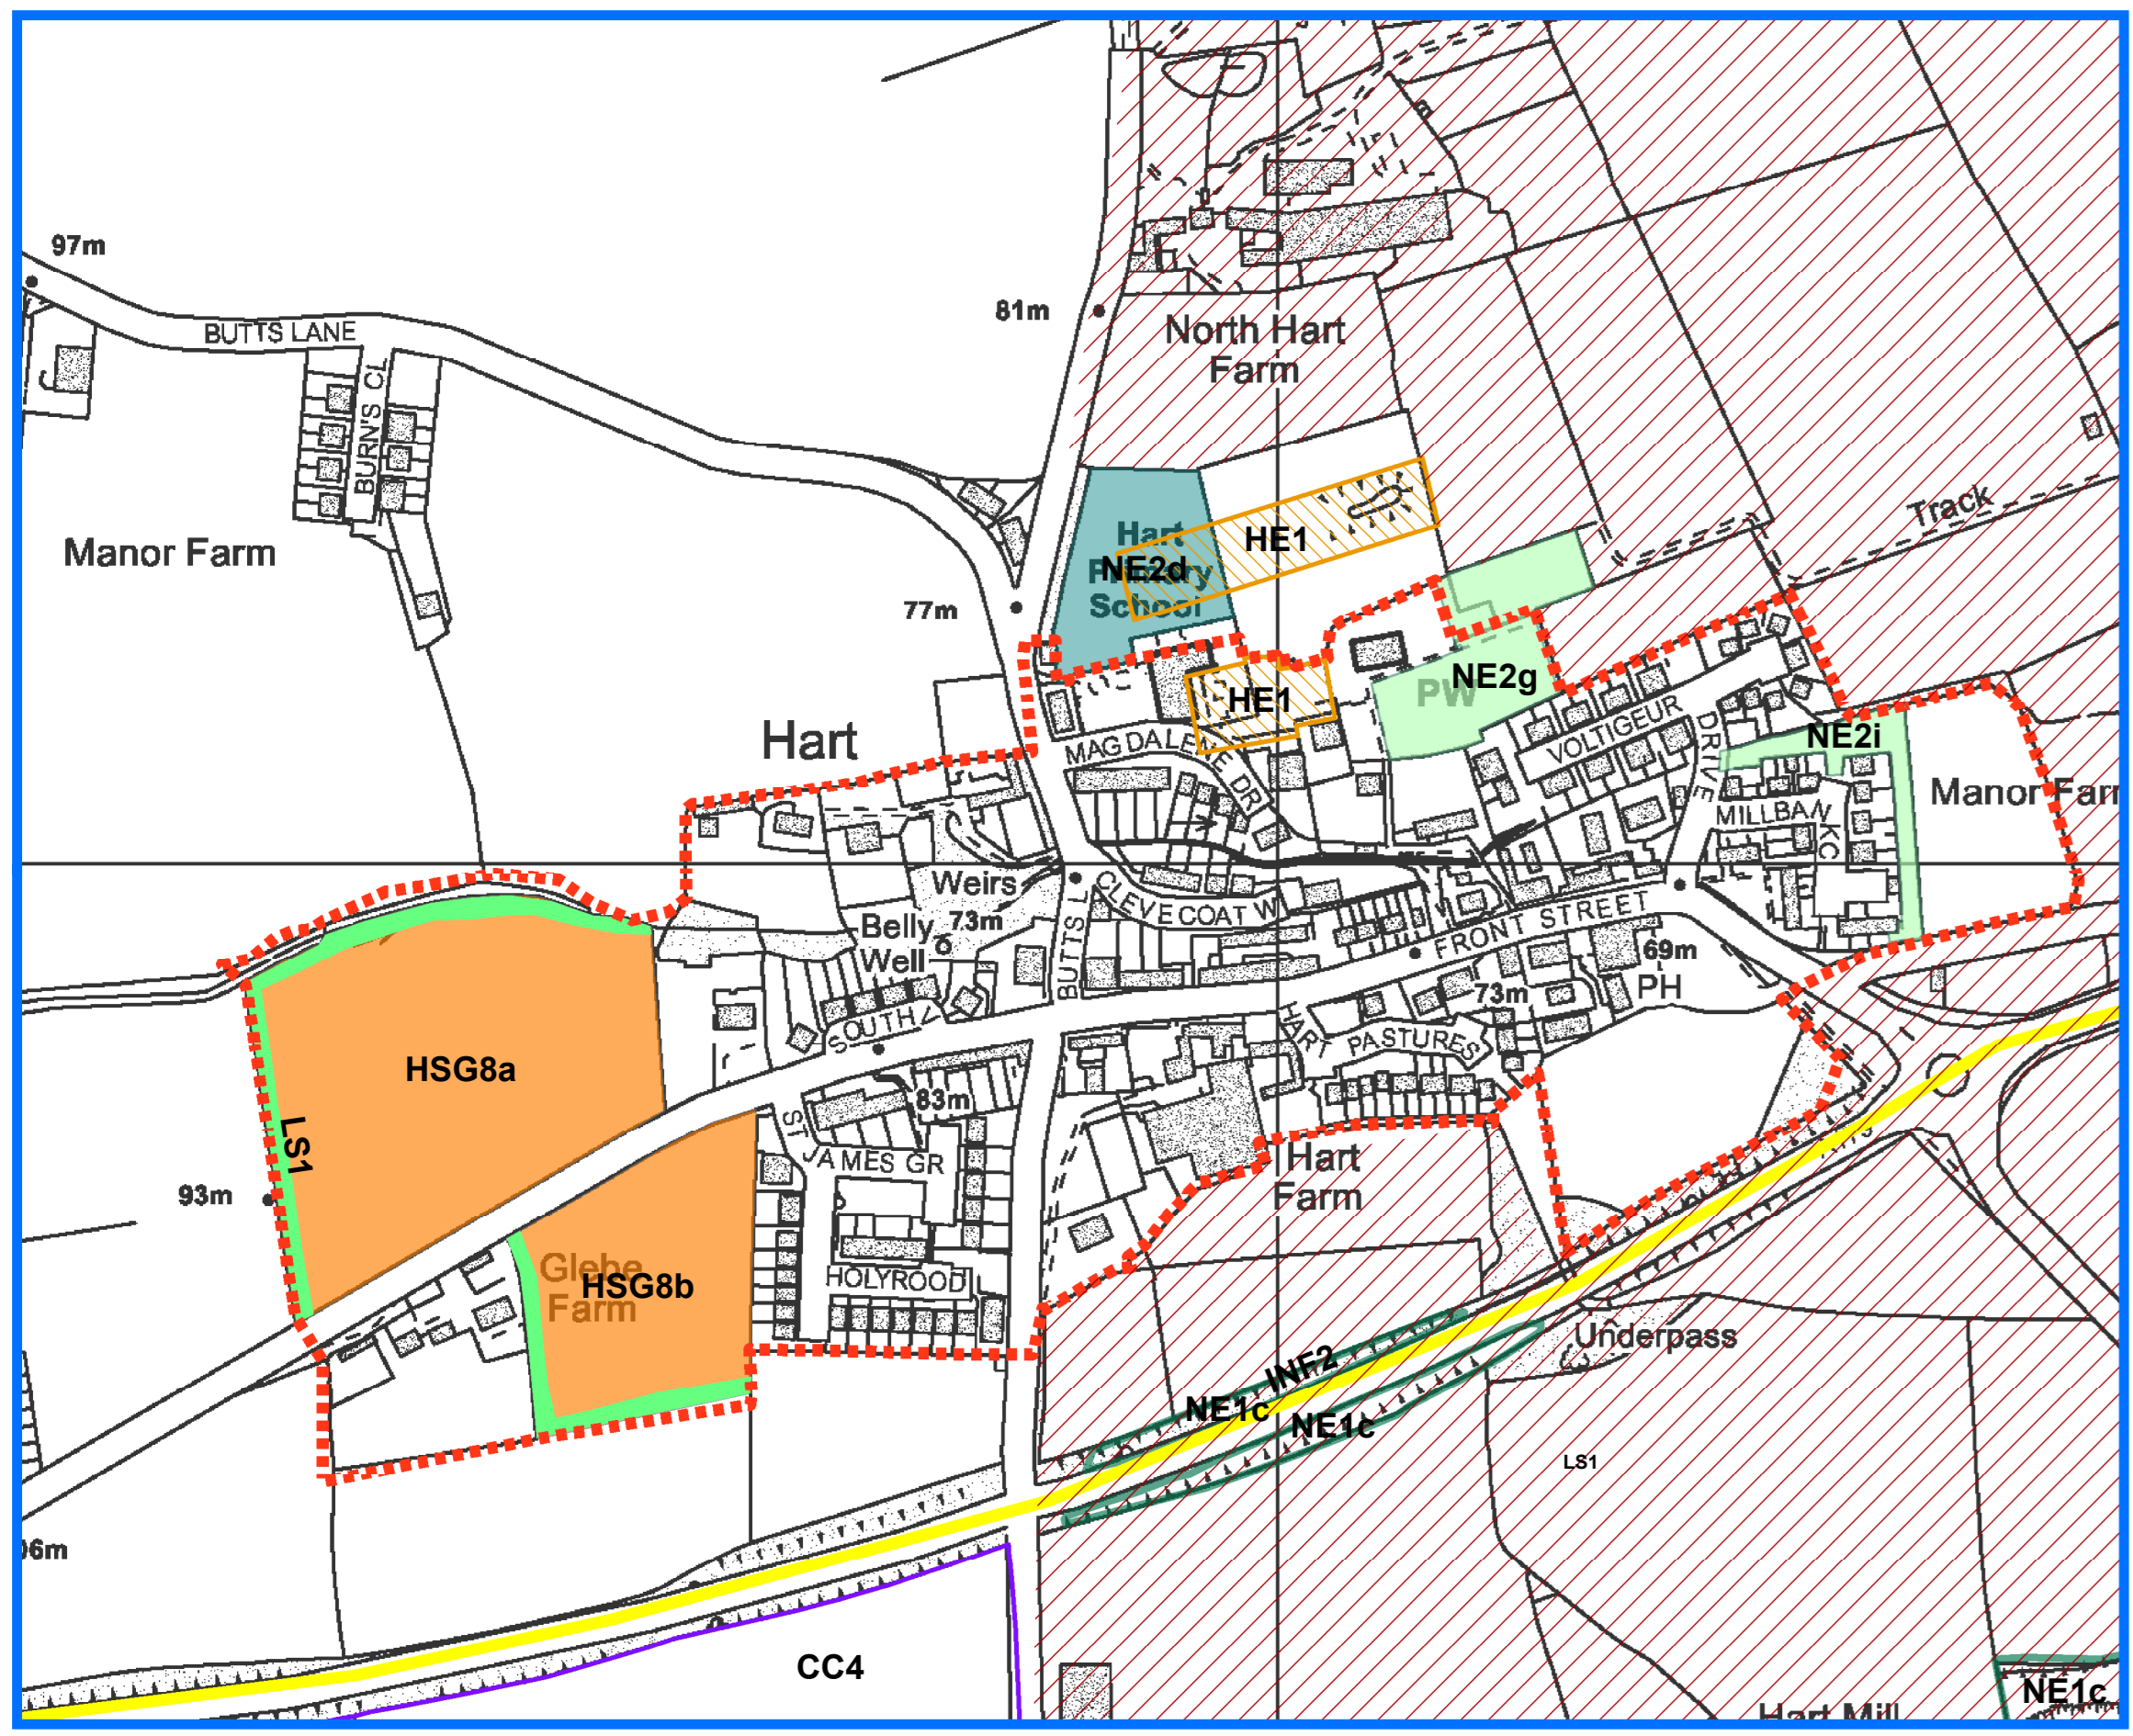 97m
BUTTS LANE
BURN'S CL
81m
North Hart
Farm
Manor Farm
Track
Hart
Primary
School
NE2d
HE1
77m
NE2g
PW
HE1
NE2i
Hart
MAGDALENE DR
VOLTIGEUR
DRIVE
Manor Farm
MILLBANK C
Weirs
CLEVECOAT W
Belly
Well
73m
BUTTS L
FRONT STREET
69m
PH
73m
HSG8a
SOUTH
HART PASTURES
83m
LS1
ST JAMES GR
Hart
Farm
93m
Glebe
Farm
HSG8b
HOLYROOD
Underpass
INF2
NE1c
NE1c
LS1
96m
CC4
NE1c
Hart Mill